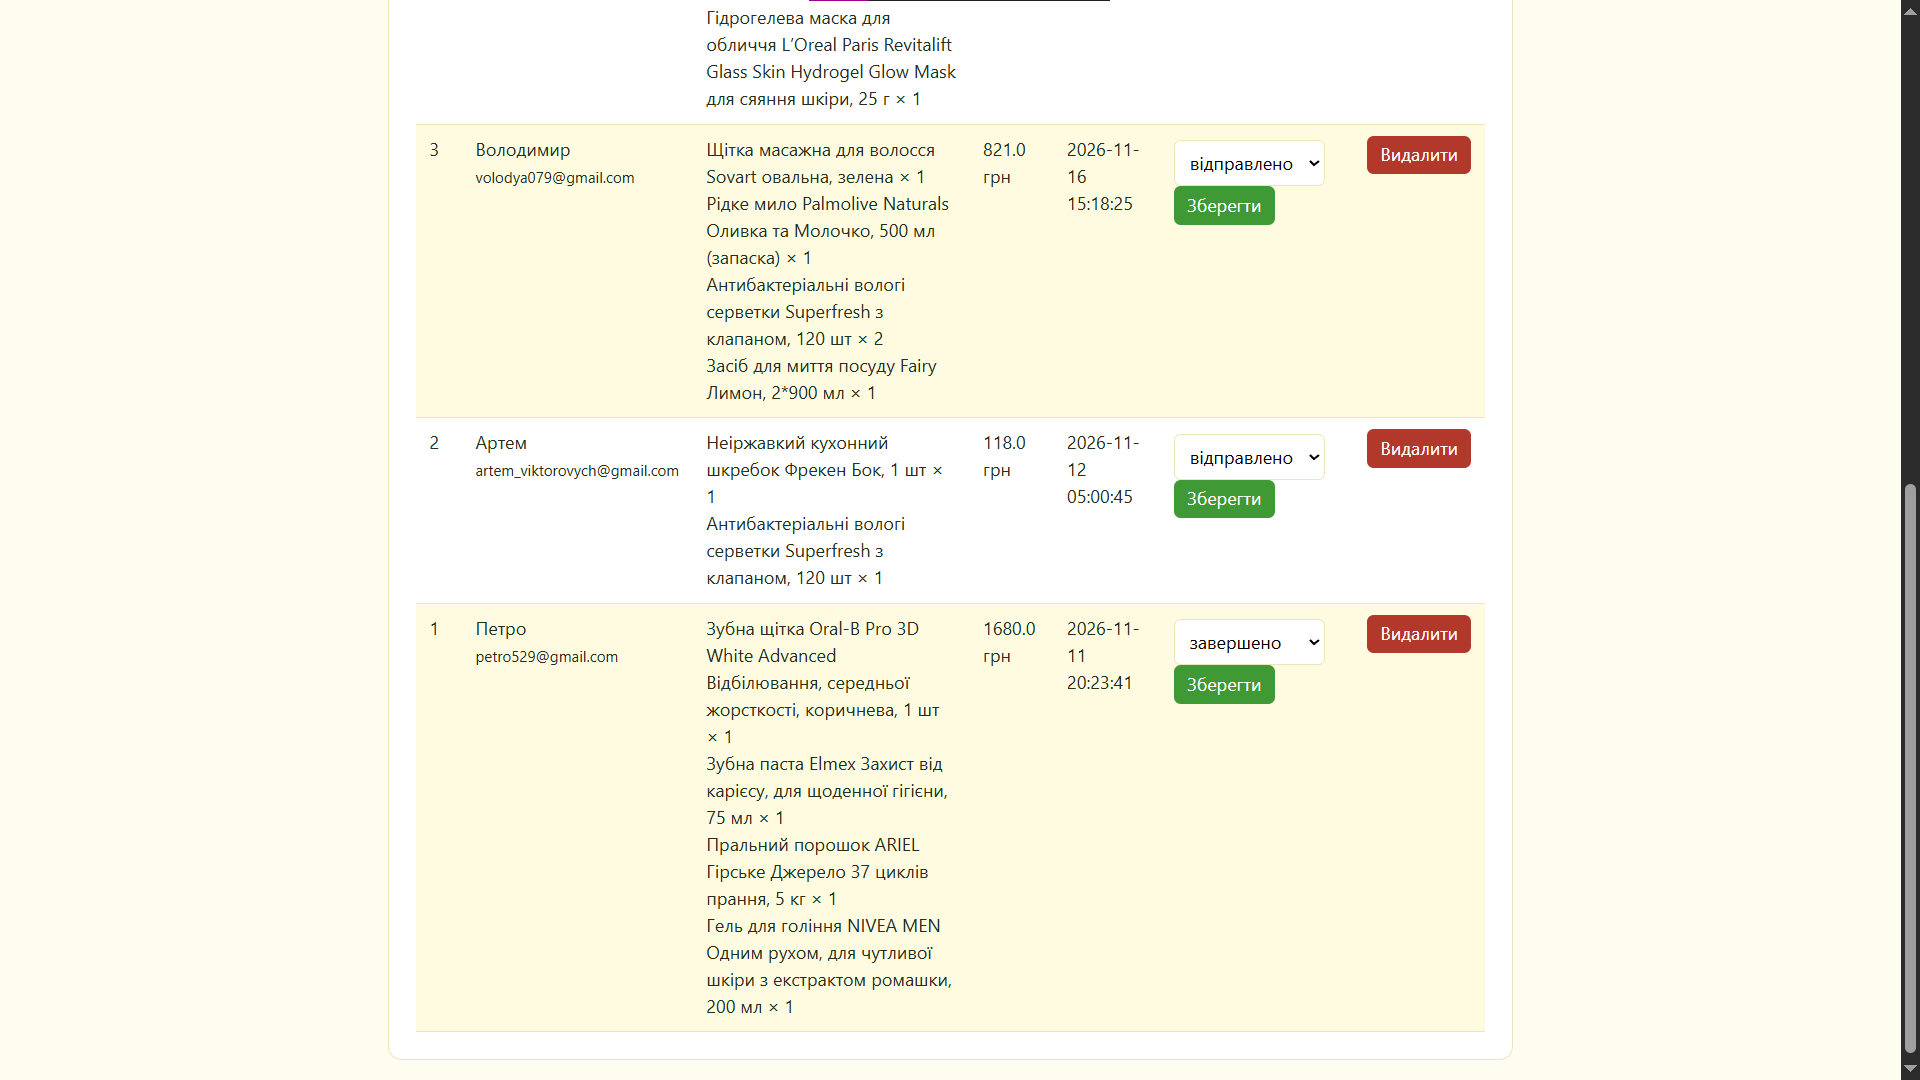 Гідрогелева маска для
обличчя L’Oreal Paris Revitalift
Glass Skin Hydrogel Glow Mask
для сяяння шкіри, 25 г × 1
3
Володимир
volodya079@gmail.com
Щітка масажна для волосся
Sovart овальна, зелена × 1
Рідке мило Palmolive Naturals
Оливка та Молочко, 500 мл
(запаска) × 1
Антибактеріальні вологі
серветки Superfresh з
клапаном, 120 шт × 2
Засіб для миття посуду Fairy
Лимон, 2*900 мл × 1
821.0
грн
2026-11-
16
15:18:25
відправлено
Зберегти
Видалити
2
Артем
artem_viktorovych@gmail.com
Неіржавкий кухонний
шкребок Фрекен Бок, 1 шт ×
1
Антибактеріальні вологі
серветки Superfresh з
клапаном, 120 шт × 1
118.0
грн
2026-11-
12
05:00:45
відправлено
Зберегти
Видалити
1
Петро
petro529@gmail.com
Зубна щітка Oral-B Pro 3D
White Advanced
Відбілювання, середньої
жорсткості, коричнева, 1 шт
× 1
Зубна паста Elmex Захист від
карієсу, для щоденної гігієни,
75 мл × 1
Пральний порошок ARIEL
Гірське Джерело 37 циклів
прання, 5 кг × 1
Гель для гоління NIVEA MEN
Одним рухом, для чутливої
шкіри з екстрактом ромашки,
200 мл × 1
1680.0
грн
2026-11-
11
20:23:41
завершено
Зберегти
Видалити